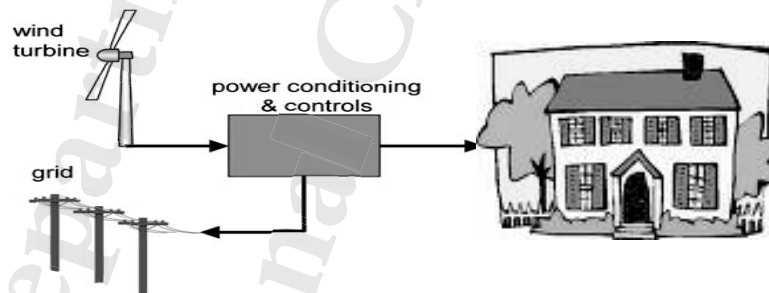 wind
turbine
power conditioning
& controls
grid